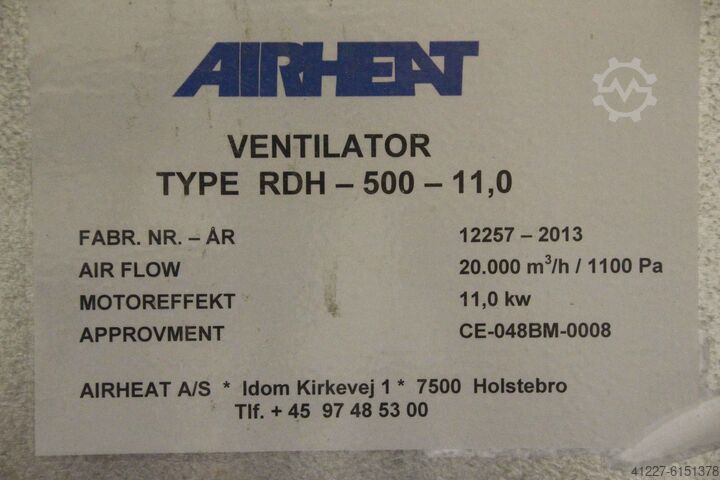 AIRHEAT
VENTILATOR
TYPE RDH – 500 – 11,0
FABR. NR. – ÅR 12257 – 2013
AIR FLOW 20.000 m³/h / 1100 Pa
MOTOREFFEKT 11,0 kw
APPROVMENT CE-048BM-0008
AIRHEAT A/S * Idom Kirkevej 1 * 7500 Holstebro
Tlf. + 45 97 48 53 00
41227-6151378